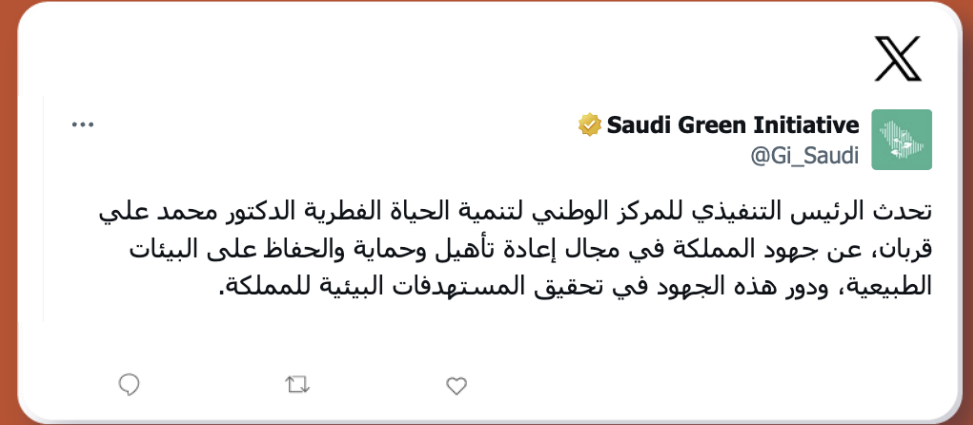 Saudi Green Initiative
@Gi_Saudi
تحدث الرئيس التنفيذي للمركز الوطني لتنمية الحياة الفطرية الدكتور محمد علي
قربان، عن جهود المملكة في مجال إعادة تأهيل وحماية والحفاظ على البيئات
الطبيعية، ودور هذه الجهود في تحقيق المستهدفات البيئية للمملكة.